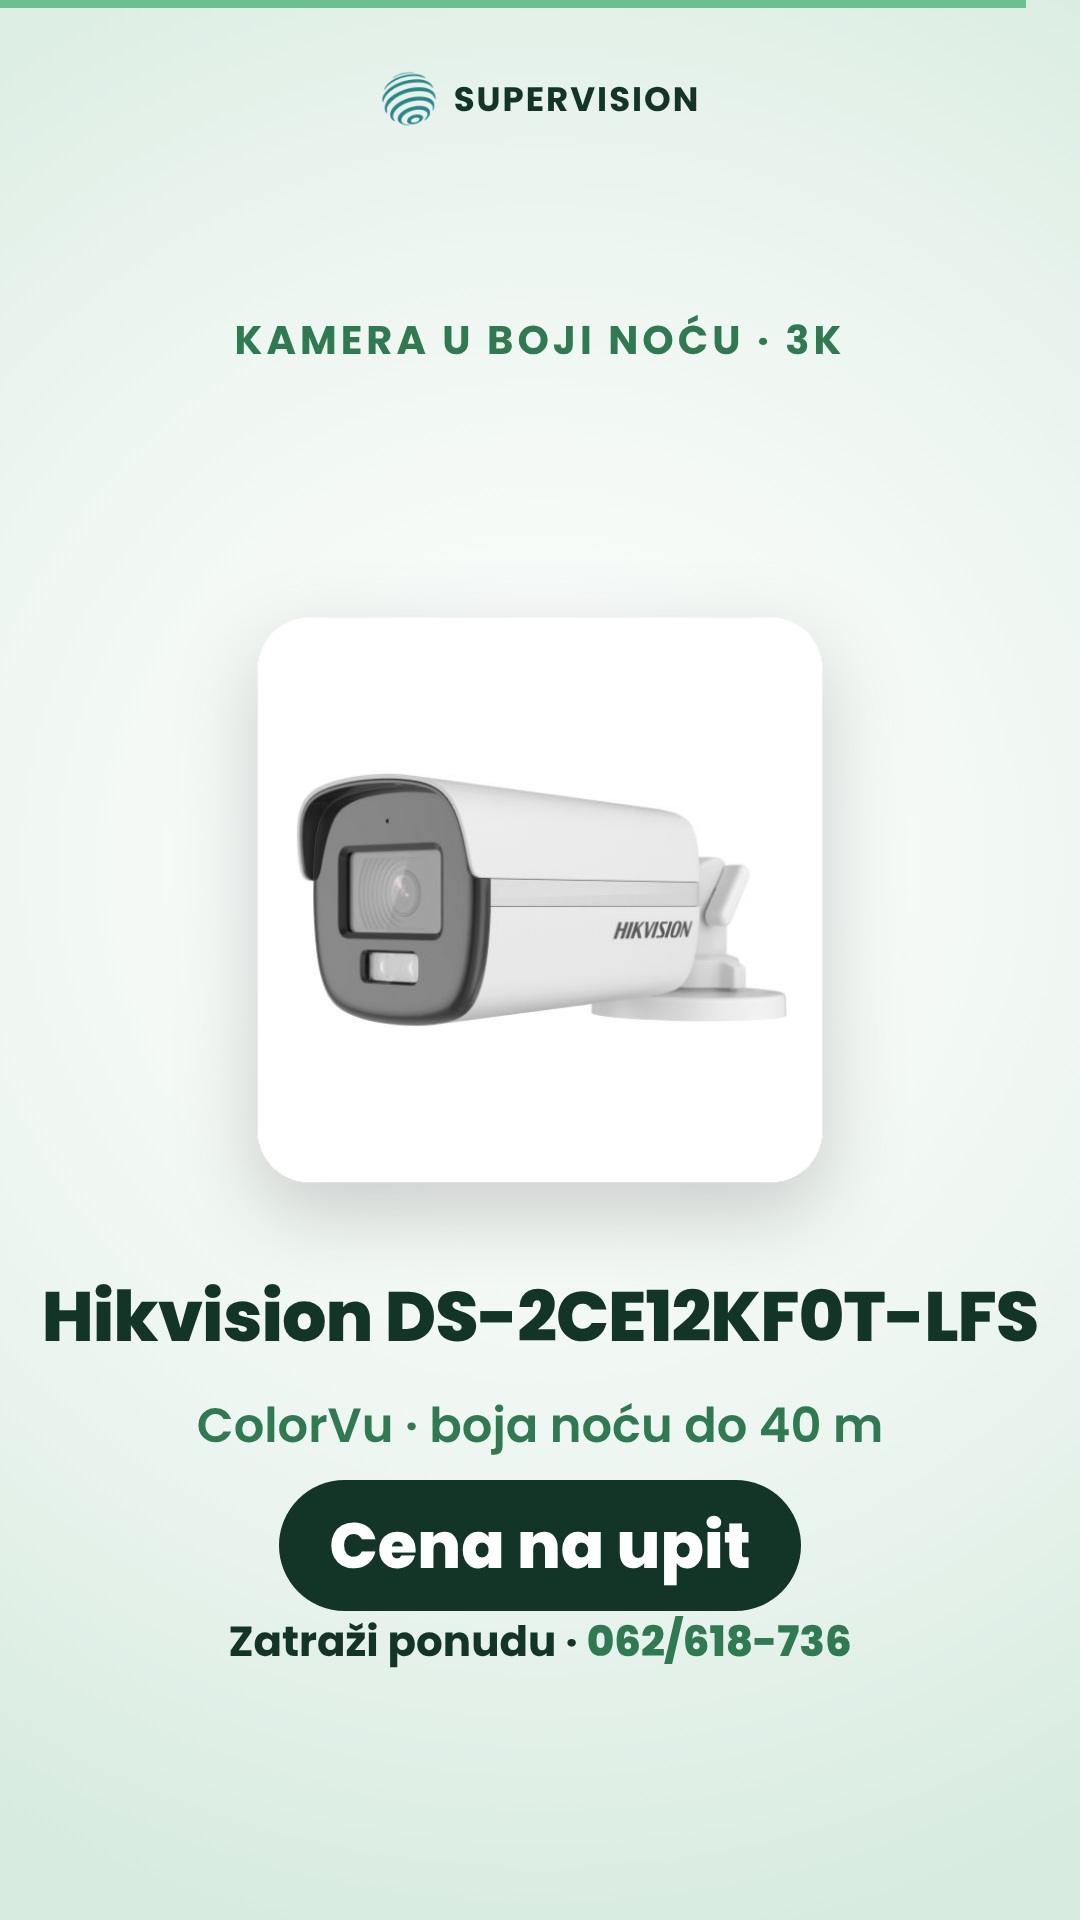 SUPERVISION
KAMERA U BOJI NOĆU · 3K
HIKVISION
Hikvision DS-2CE12KF0T-LFS
ColorVu · boja noću do 40 m
Cena na upit
Zatraži ponudu · 062/618-736